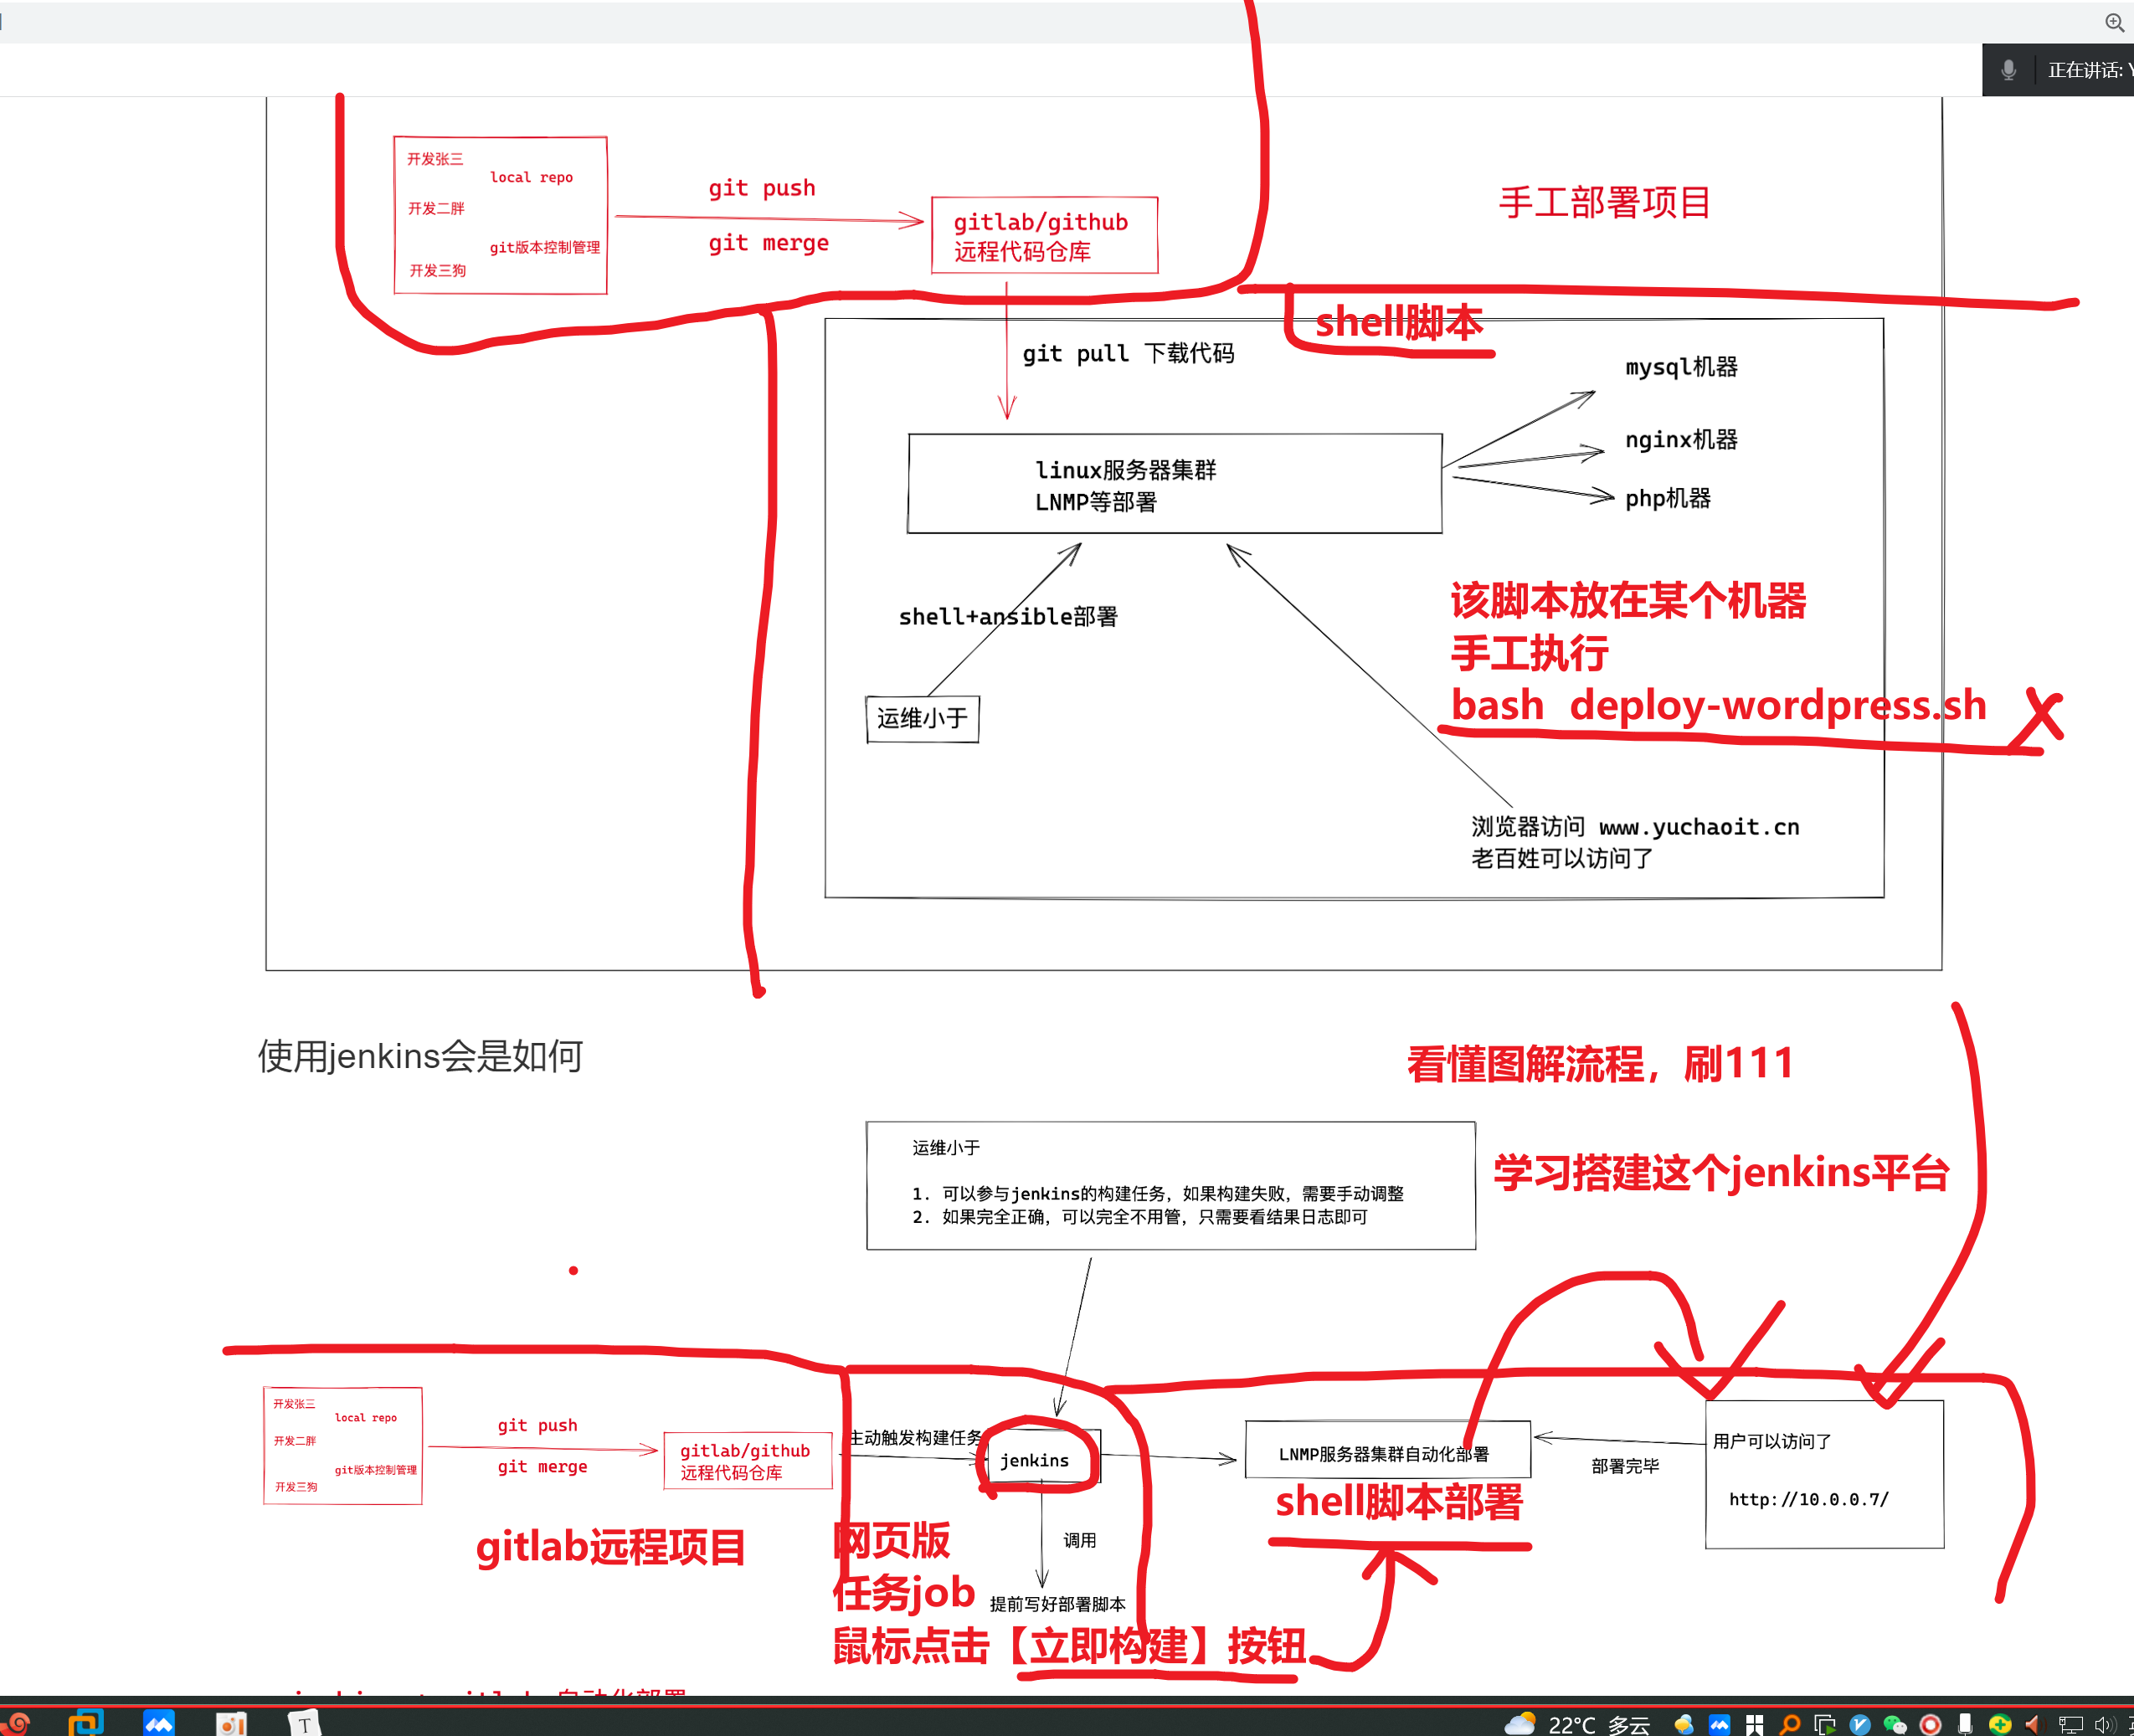 正在讲话:
开发张三
local repo
开发二胖
git版本控制管理
开发三狗
git push
git merge
gitlab/github
远程代码仓库
手工部署项目
shell脚本
git pull 下载代码
mysql机器
nginx机器
php机器
linux服务器集群
LNMP等部署
shell+ansible部署
该脚本放在某个机器
手工执行
bash deploy-wordpress.sh
运维小于
浏览器访问 www.yuchaoit.cn
老百姓可以访问了
使用jenkins会是如何
看懂图解流程，刷111
运维小于
1. 可以参与jenkins的构建任务，如果构建失败，需要手动调整
2. 如果完全正确，可以完全不用管，只需要看结果日志即可
学习搭建这个jenkins平台
开发张三
local repo
开发二胖
git版本控制管理
开发三狗
git push
git merge
gitlab/github
远程代码仓库
主动触发构建任务
jenkins
LNMP服务器集群自动化部署
部署完毕
用户可以访问了
http://10.0.0.7/
shell脚本部署
gitlab远程项目
网页版
任务job
鼠标点击【立即构建】按钮
调用
提前写好部署脚本
22°C 多云